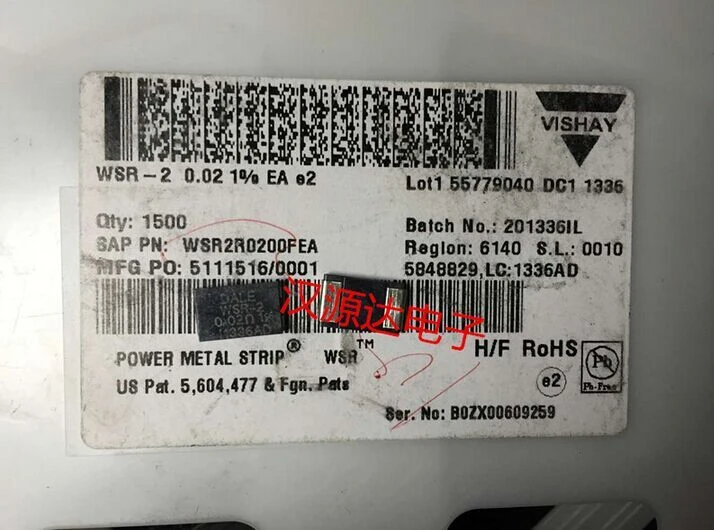 VISHAY
WSR-2 0.02 1% EA e2
Lot1 55779040 DC1 1336
Qty: 1500
Batch No.: 201336IL
SAP PN: WSR2R0200FEA
Region: 6140 S.L.: 0010
MFG PO: 5111516/0001
5848829,LC:1336AD
DALE
WSR-2
0.02Ω 1%
1336AD
汉源达电子
POWER METAL STRIP® WSR™
H/F RoHS
US Pat. 5,604,477 & Fgn. Pats
e2
Pb
Pb-Free
Ser. No: B0ZX00609259